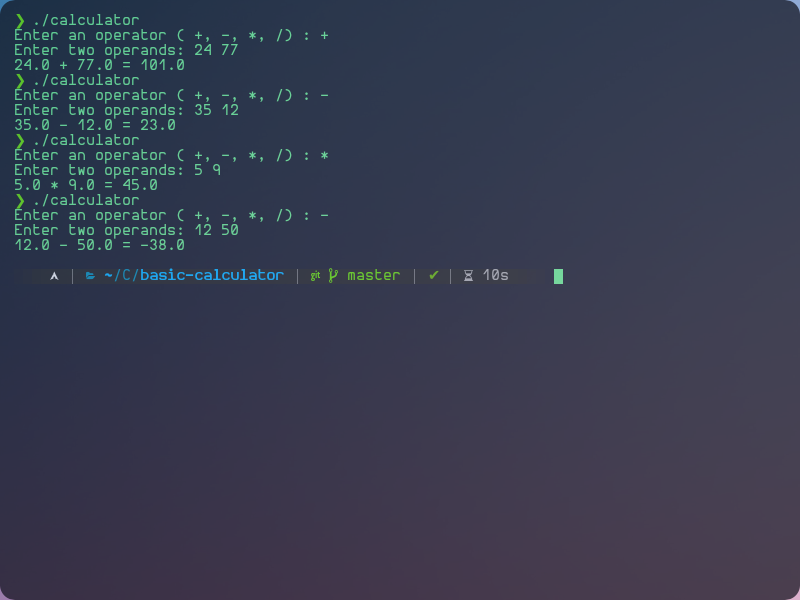 ❯ ./calculator
Enter an operator ( +, -, *, /) : +
Enter two operands: 24 77
24.0 + 77.0 = 101.0
❯ ./calculator
Enter an operator ( +, -, *, /) : -
Enter two operands: 35 12
35.0 - 12.0 = 23.0
❯ ./calculator
Enter an operator ( +, -, *, /) : *
Enter two operands: 5 9
5.0 * 9.0 = 45.0
❯ ./calculator
Enter an operator ( +, -, *, /) : -
Enter two operands: 12 50
12.0 - 50.0 = -38.0
~/C/basic-calculator | git master | ✔ | 10s